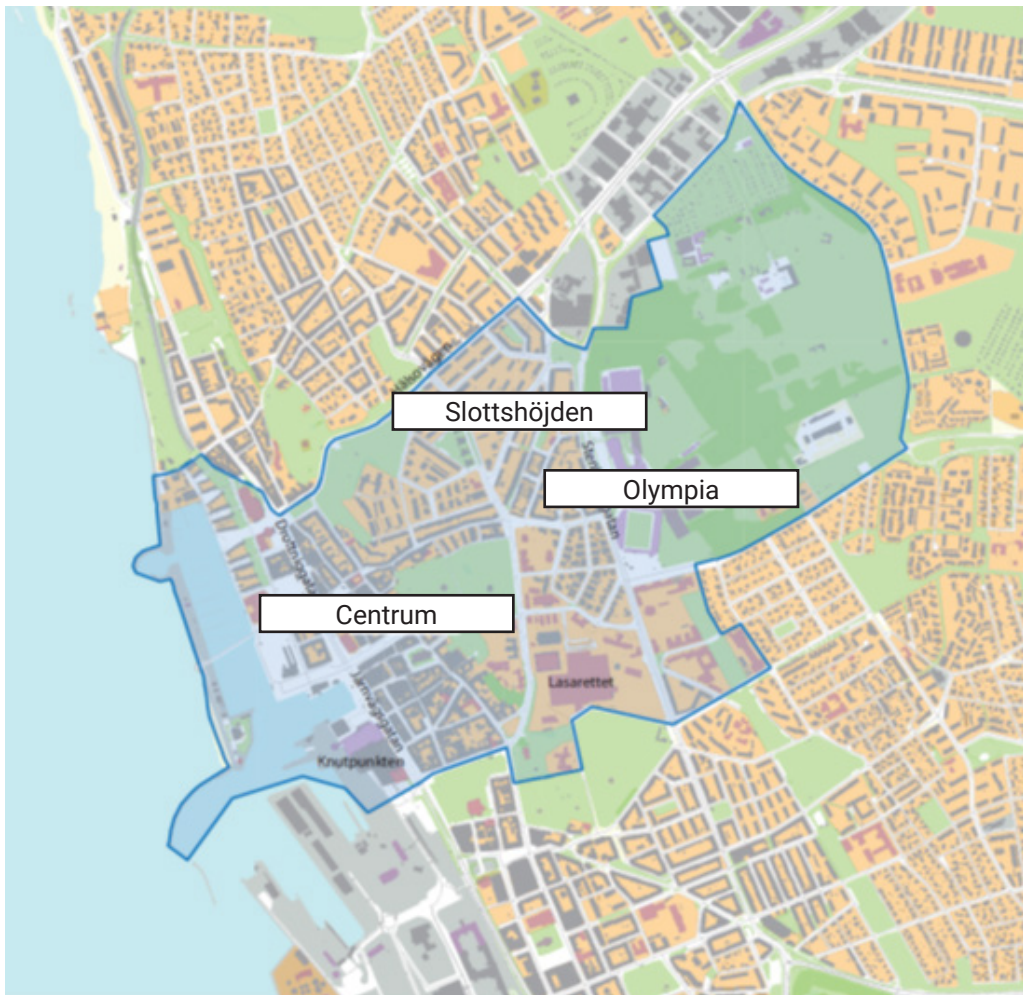 Slottshöjden
Olympia
Centrum
Lasarettet
Järnvägsgatan
Knutpunkten